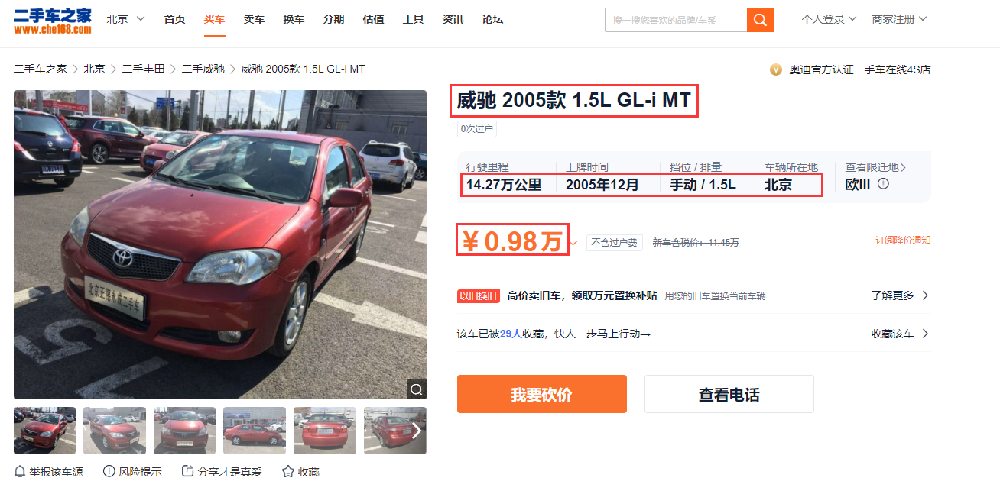 二手车之家
www.che168.com
北京
首页 买车 卖车 换车 分期 估值 工具 资讯 论坛
搜一搜您喜欢的品牌/车系
个人登录 商家注册
二手车之家 > 北京 > 二手丰田 > 二手威驰 > 威驰 2005款 1.5L GL-i MT
V 奥迪官方认证二手车在线4S店
北京正德永成二手车
威驰 2005款 1.5L GL-i MT
0次过户
行驶里程 上牌时间 挡位 / 排量 车辆所在地 查看限迁地
14.27万公里 2005年12月 手动 / 1.5L 北京 欧III
¥0.98万 不含过户费 新车含税价：11.45万 订阅降价通知
以旧换旧 高价卖旧车，领取万元置换补贴 用您的旧车置换当前车辆 了解更多
该车已被29人收藏，快人一步马上行动→ 收藏该车
我要砍价 查看电话
举报该车源 风险提示 分享才是真爱 收藏